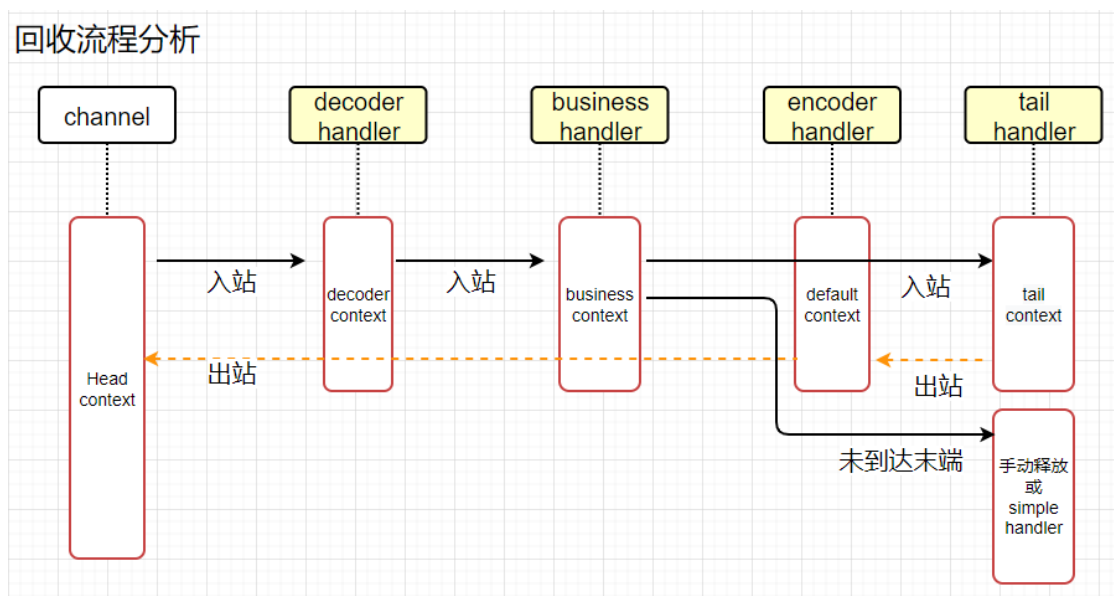 回收流程分析
channel
decoder
handler
business
handler
encoder
handler
tail
handler
入站
入站
入站
decoder
context
business
context
default
context
tail
context
出站
出站
Head
context
未到达末端
手动释放
或
simple
handler